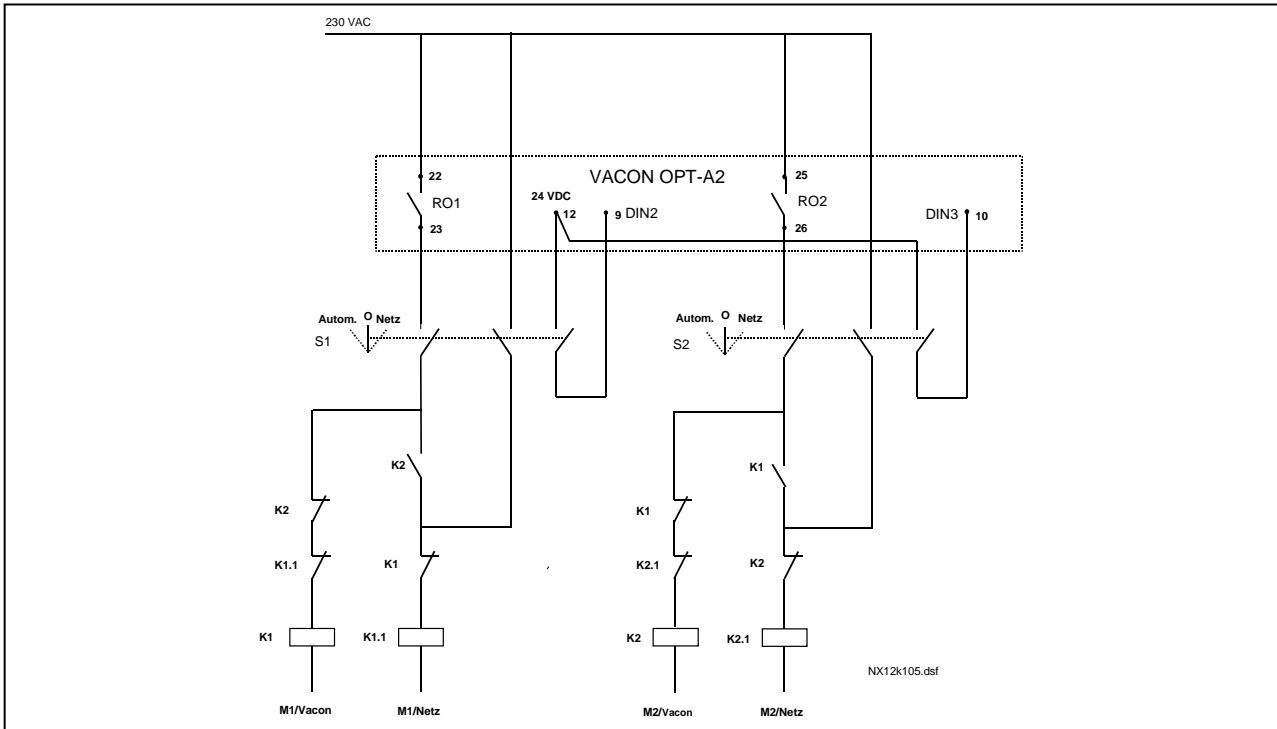 230 VAC
VACON OPT-A2
22
RO1
23
24 VDC
12
9 DIN2
25
RO2
26
DIN3 10
Autom. O Netz
S1
Autom. O Netz
S2
K2
K2
K1.1
K1
K1
K1.1
M1/Vacon
M1/Netz
K1
K1
K2.1
K2
K2
K2.1
M2/Vacon
M2/Netz
NX12k105.dsf